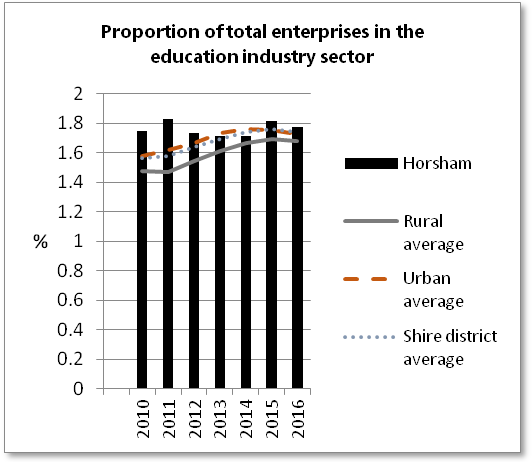 Proportion of total enterprises in the
education industry sector
2
1.8
1.6
1.4
1.2
1
0.8
0.6
0.4
0.2
0
%
2010
2011
2012
2013
2014
2015
2016
Horsham
Rural
average
Urban
average
Shire district
average